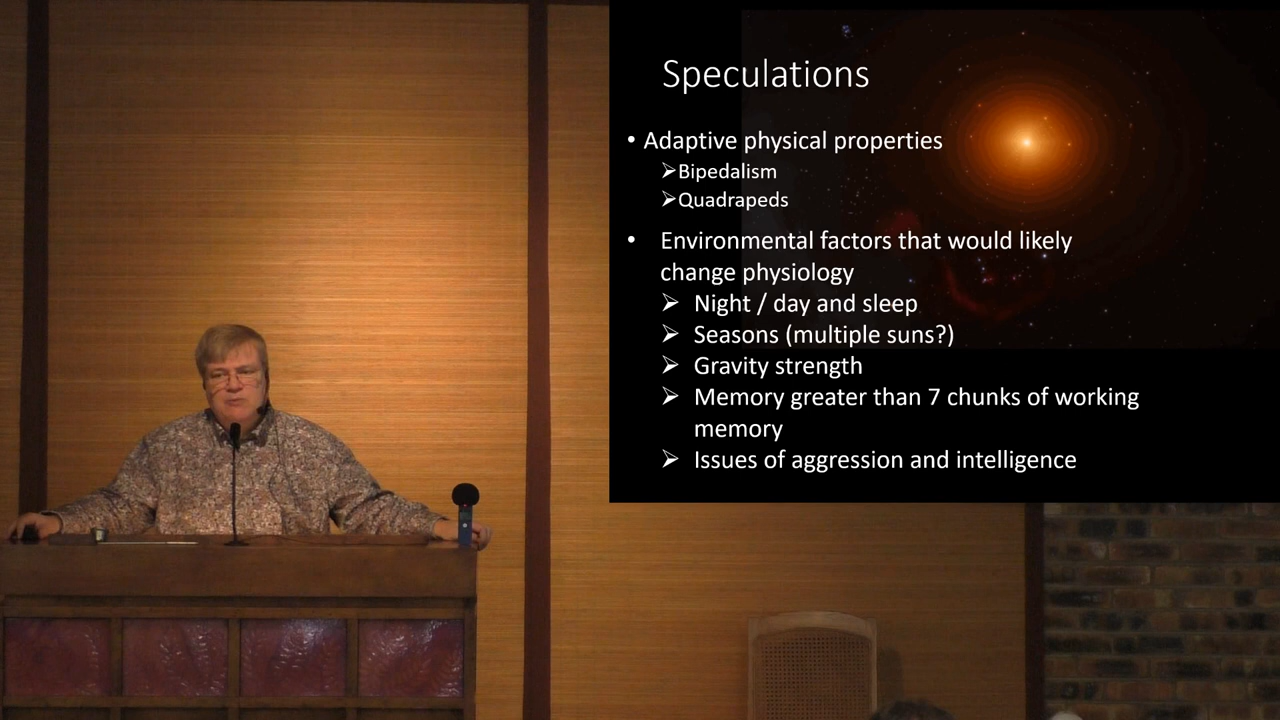 Speculations
• Adaptive physical properties
➢Bipedalism
➢Quadrapeds
• Environmental factors that would likely
change physiology
➢ Night / day and sleep
➢ Seasons (multiple suns?)
➢ Gravity strength
➢ Memory greater than 7 chunks of working
memory
➢ Issues of aggression and intelligence